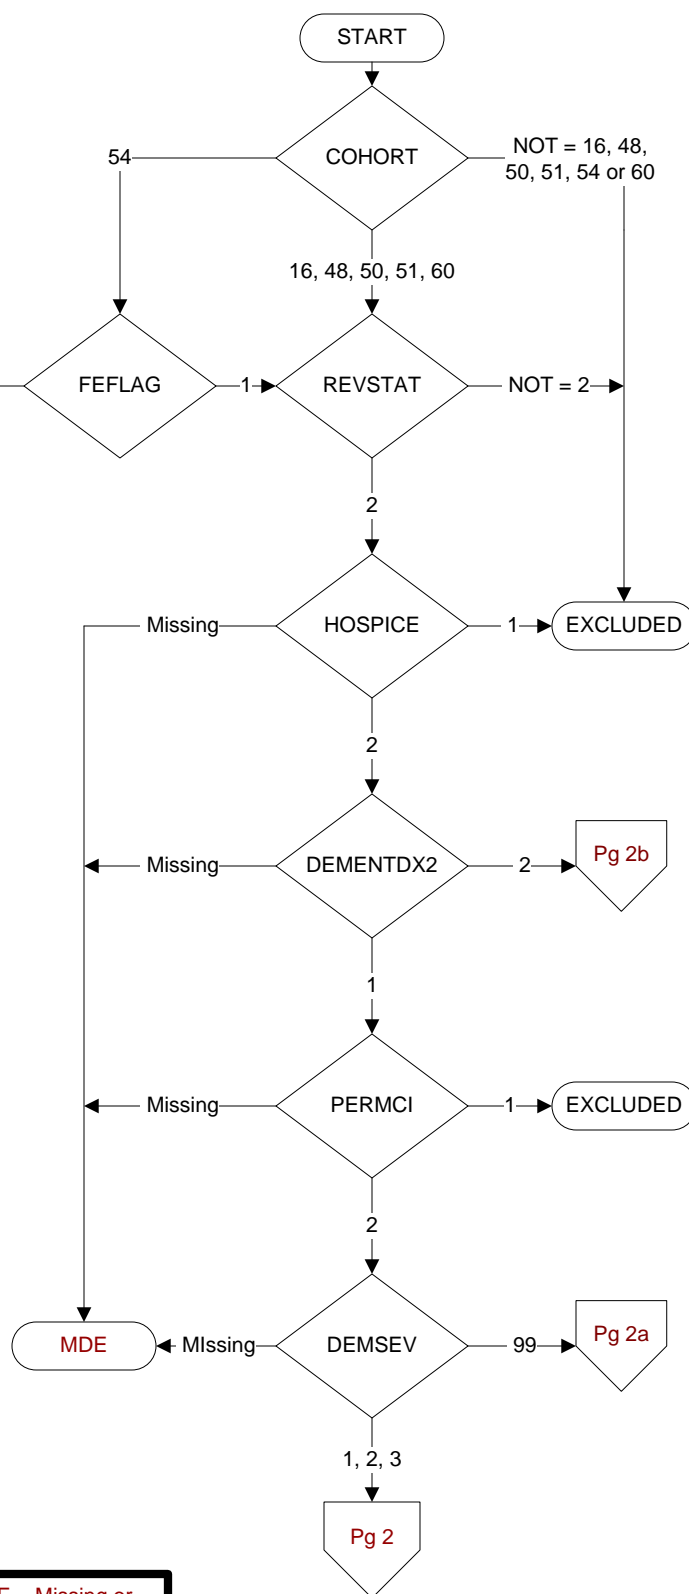 START
COHORT
54
NOT = 16, 48,
50, 51, 54 or 60
16, 48, 50, 51, 60
FEFLAG
1
REVSTAT
NOT = 2
2
Missing
HOSPICE
1
EXCLUDED
2
Missing
DEMENTDX2
2
Pg 2b
1
Missing
PERMCI
1
EXCLUDED
2
MDE
MIssing
DEMSEV
99
Pg 2a
1, 2, 3
Pg 2
Missing or